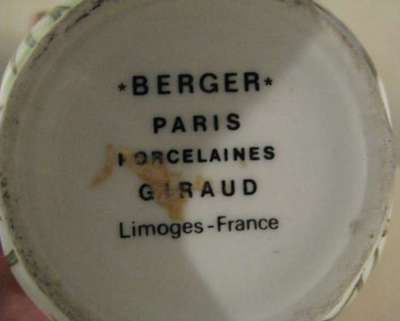 *BERGER*
PARIS
PORCELAINES
GIRAUD
Limoges-France